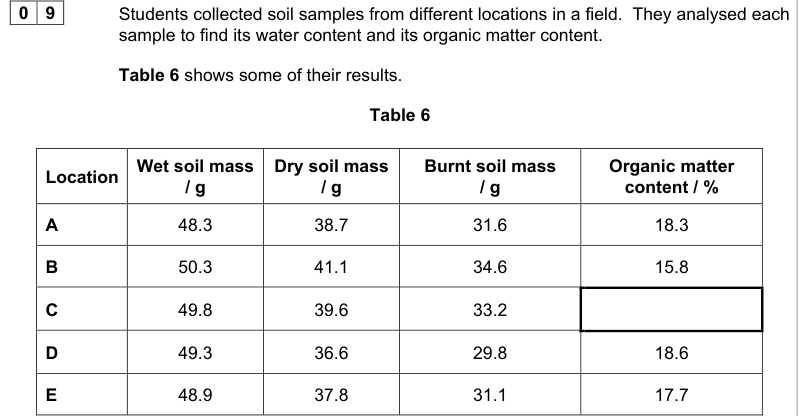 0 9 Students collected soil samples from different locations in a field. They analysed each
sample to find its water content and its organic matter content.
Table 6 shows some of their results.
Table 6
Location Wet soil mass / g Dry soil mass / g Burnt soil mass / g Organic matter content / %
A 48.3 38.7 31.6 18.3
B 50.3 41.1 34.6 15.8
C 49.8 39.6 33.2
D 49.3 36.6 29.8 18.6
E 48.9 37.8 31.1 17.7